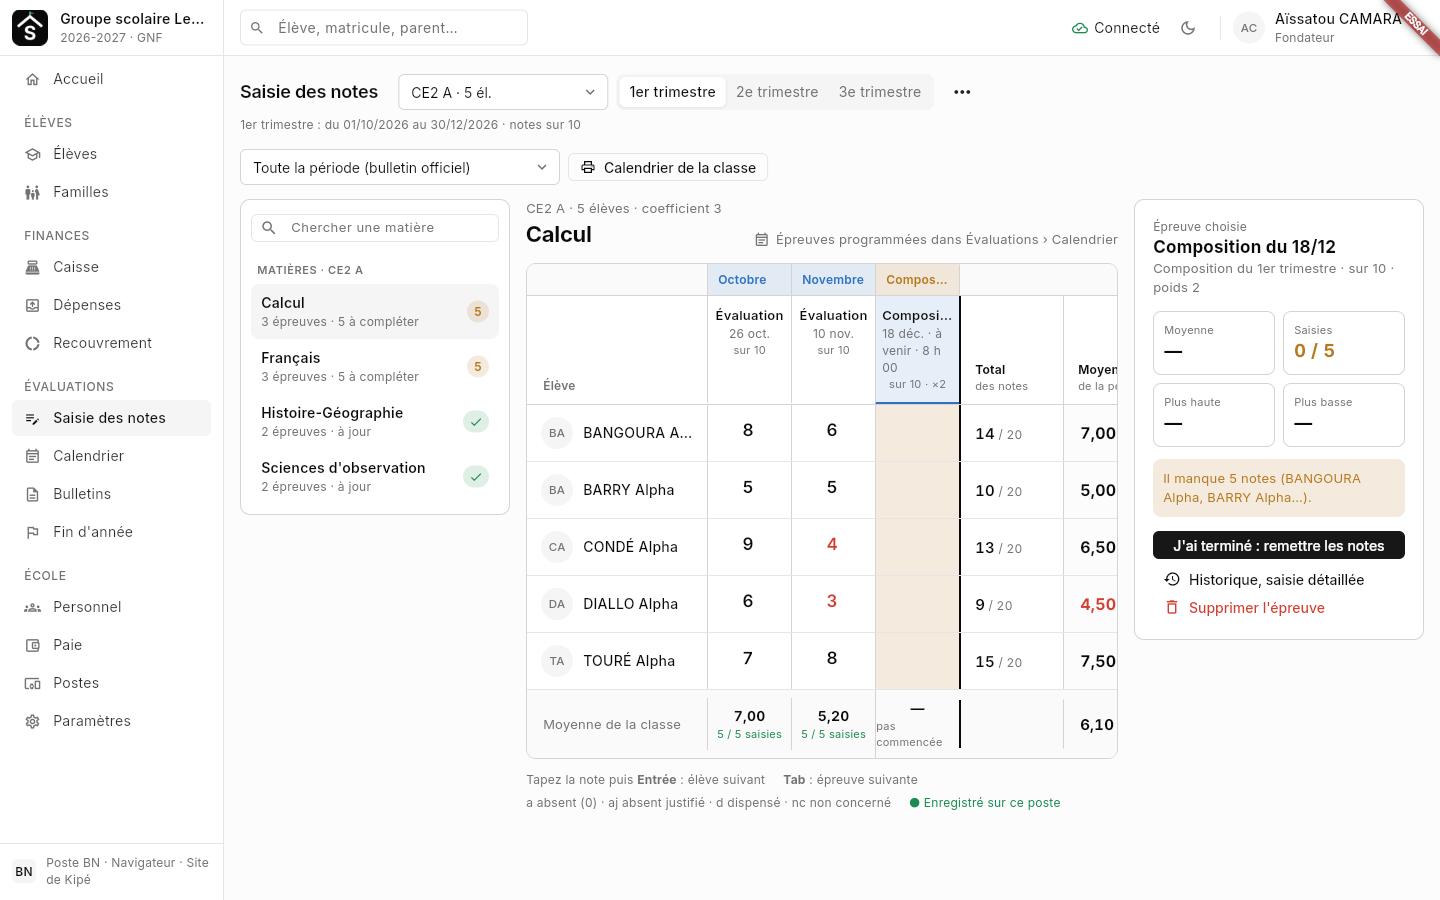 Groupe scolaire Le...
2026-2027 · GNF
Élève, matricule, parent...
Connecté
AC
Aïssatou CAMARA
Fondateur
ESSAI
Accueil
ÉLÈVES
Élèves
Familles
FINANCES
Caisse
Dépenses
Recouvrement
ÉVALUATIONS
Saisie des notes
Calendrier
Bulletins
Fin d'année
ÉCOLE
Personnel
Paie
Postes
Paramètres
BN
Poste BN · Navigateur · Site
de Kipé
Saisie des notes
CE2 A · 5 él.
1er trimestre
2e trimestre
3e trimestre
1er trimestre : du 01/10/2026 au 30/12/2026 · notes sur 10
Toute la période (bulletin officiel)
Calendrier de la classe
Chercher une matière
MATIÈRES · CE2 A
Calcul
3 épreuves · 5 à compléter
5
Français
3 épreuves · 5 à compléter
5
Histoire-Géographie
2 épreuves · à jour
Sciences d'observation
2 épreuves · à jour
CE2 A · 5 élèves · coefficient 3
Calcul
Épreuves programmées dans Évaluations › Calendrier
Octobre
Novembre
Compos...
Élève
Évaluation
26 oct.
sur 10
Évaluation
10 nov.
sur 10
Composi...
18 déc. · à
venir · 8 h
00
sur 10 · ×2
Total
des notes
Moyen
de la p
BA
BANGOURA A...
8
6
14 / 20
7,00
BA
BARRY Alpha
5
5
10 / 20
5,00
CA
CONDÉ Alpha
9
4
13 / 20
6,50
DA
DIALLO Alpha
6
3
9 / 20
4,50
TA
TOURÉ Alpha
7
8
15 / 20
7,50
Moyenne de la classe
7,00
5 / 5 saisies
5,20
5 / 5 saisies
—
pas
commencée
6,10
Tapez la note puis Entrée : élève suivant
Tab : épreuve suivante
a absent (0) · aj absent justifié · d dispensé · nc non concerné
Enregistré sur ce poste
Épreuve choisie
Composition du 18/12
Composition du 1er trimestre · sur 10 ·
poids 2
Moyenne
—
Saisies
0 / 5
Plus haute
—
Plus basse
—
Il manque 5 notes (BANGOURA
Alpha, BARRY Alpha...).
J'ai terminé : remettre les notes
Historique, saisie détaillée
Supprimer l'épreuve